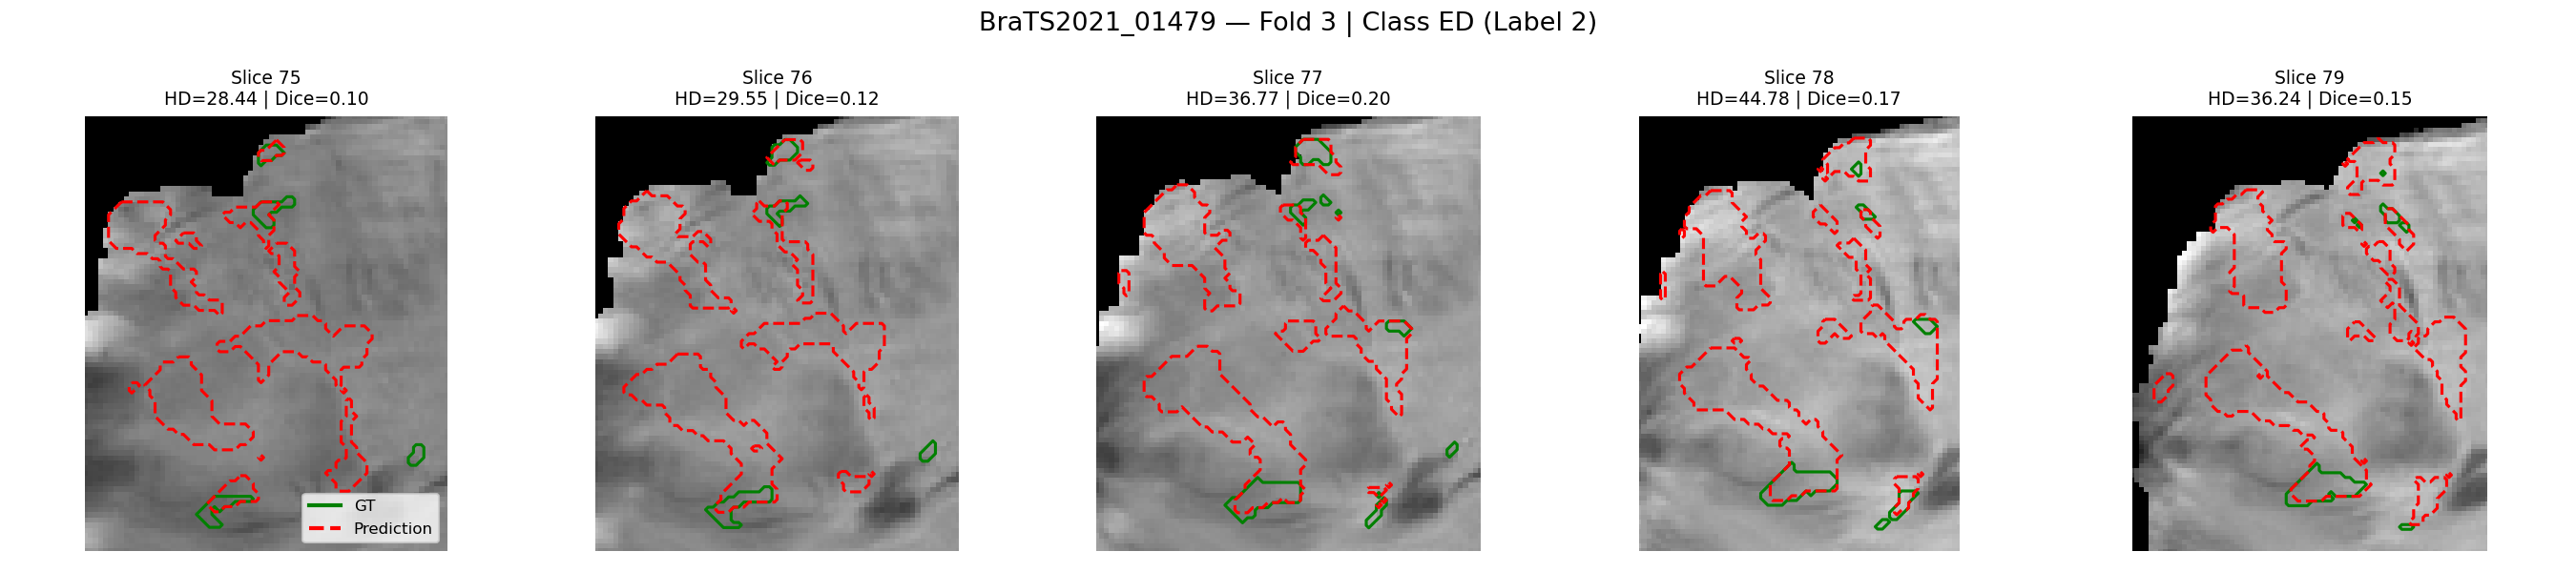 BraTS2021_01479 — Fold 3 | Class ED (Label 2)
Slice 75
HD=28.44 | Dice=0.10
Slice 76
HD=29.55 | Dice=0.12
Slice 77
HD=36.77 | Dice=0.20
Slice 78
HD=44.78 | Dice=0.17
Slice 79
HD=36.24 | Dice=0.15
GT
Prediction